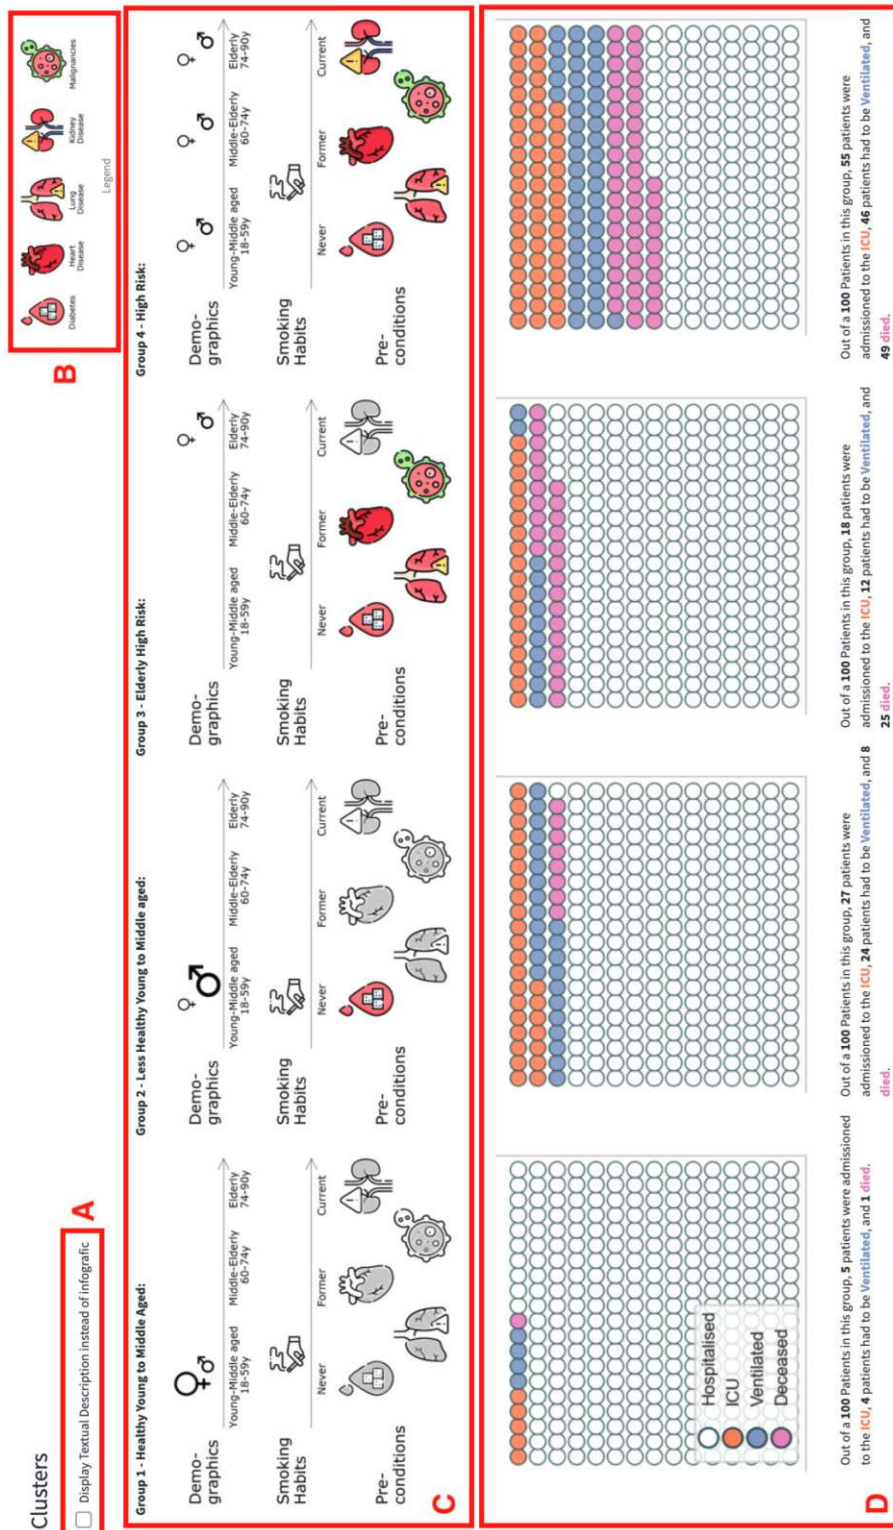 Clusters
Display Textual Description instead of infografic
A
B
Diabetes
Heart
Disease
Lung
Disease
Kidney
Disease
Malignancies
Legend
Group 1 - Healthy Young to Middle Aged:
Demo-
graphics
Young-Middle aged
18-59y
Middle-Elderly
60-74y
Elderly
74-90y
Smoking
Habits
Never
Former
Current
Pre-
conditions
Group 2 - Less Healthy Young to Middle aged:
Demo-
graphics
Young-Middle aged
18-59y
Middle-Elderly
60-74y
Elderly
74-90y
Smoking
Habits
Never
Former
Current
Pre-
conditions
Group 3 - Elderly High Risk:
Demo-
graphics
Young-Middle aged
18-59y
Middle-Elderly
60-74y
Elderly
74-90y
Smoking
Habits
Never
Former
Current
Pre-
conditions
Group 4 - High Risk:
Demo-
graphics
Young-Middle aged
18-59y
Middle-Elderly
60-74y
Elderly
74-90y
Smoking
Habits
Never
Former
Current
Pre-
conditions
C
Hospitalised
ICU
Ventilated
Deceased
Out of a 100 Patients in this group, 5 patients were admissioned
to the ICU, 4 patients had to be Ventilated, and 1 died.
Out of a 100 Patients in this group, 27 patients were
admissioned to the ICU, 24 patients had to be Ventilated, and 8
died.
Out of a 100 Patients in this group, 18 patients were
admissioned to the ICU, 12 patients had to be Ventilated, and
25 died.
Out of a 100 Patients in this group, 55 patients were
admissioned to the ICU, 46 patients had to be Ventilated, and
49 died.
D